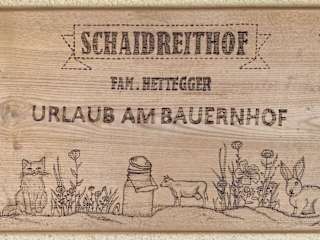 SCHAIDREITHOF
FAM. HETTEGGER
URLAUB AM BAUERNHOF